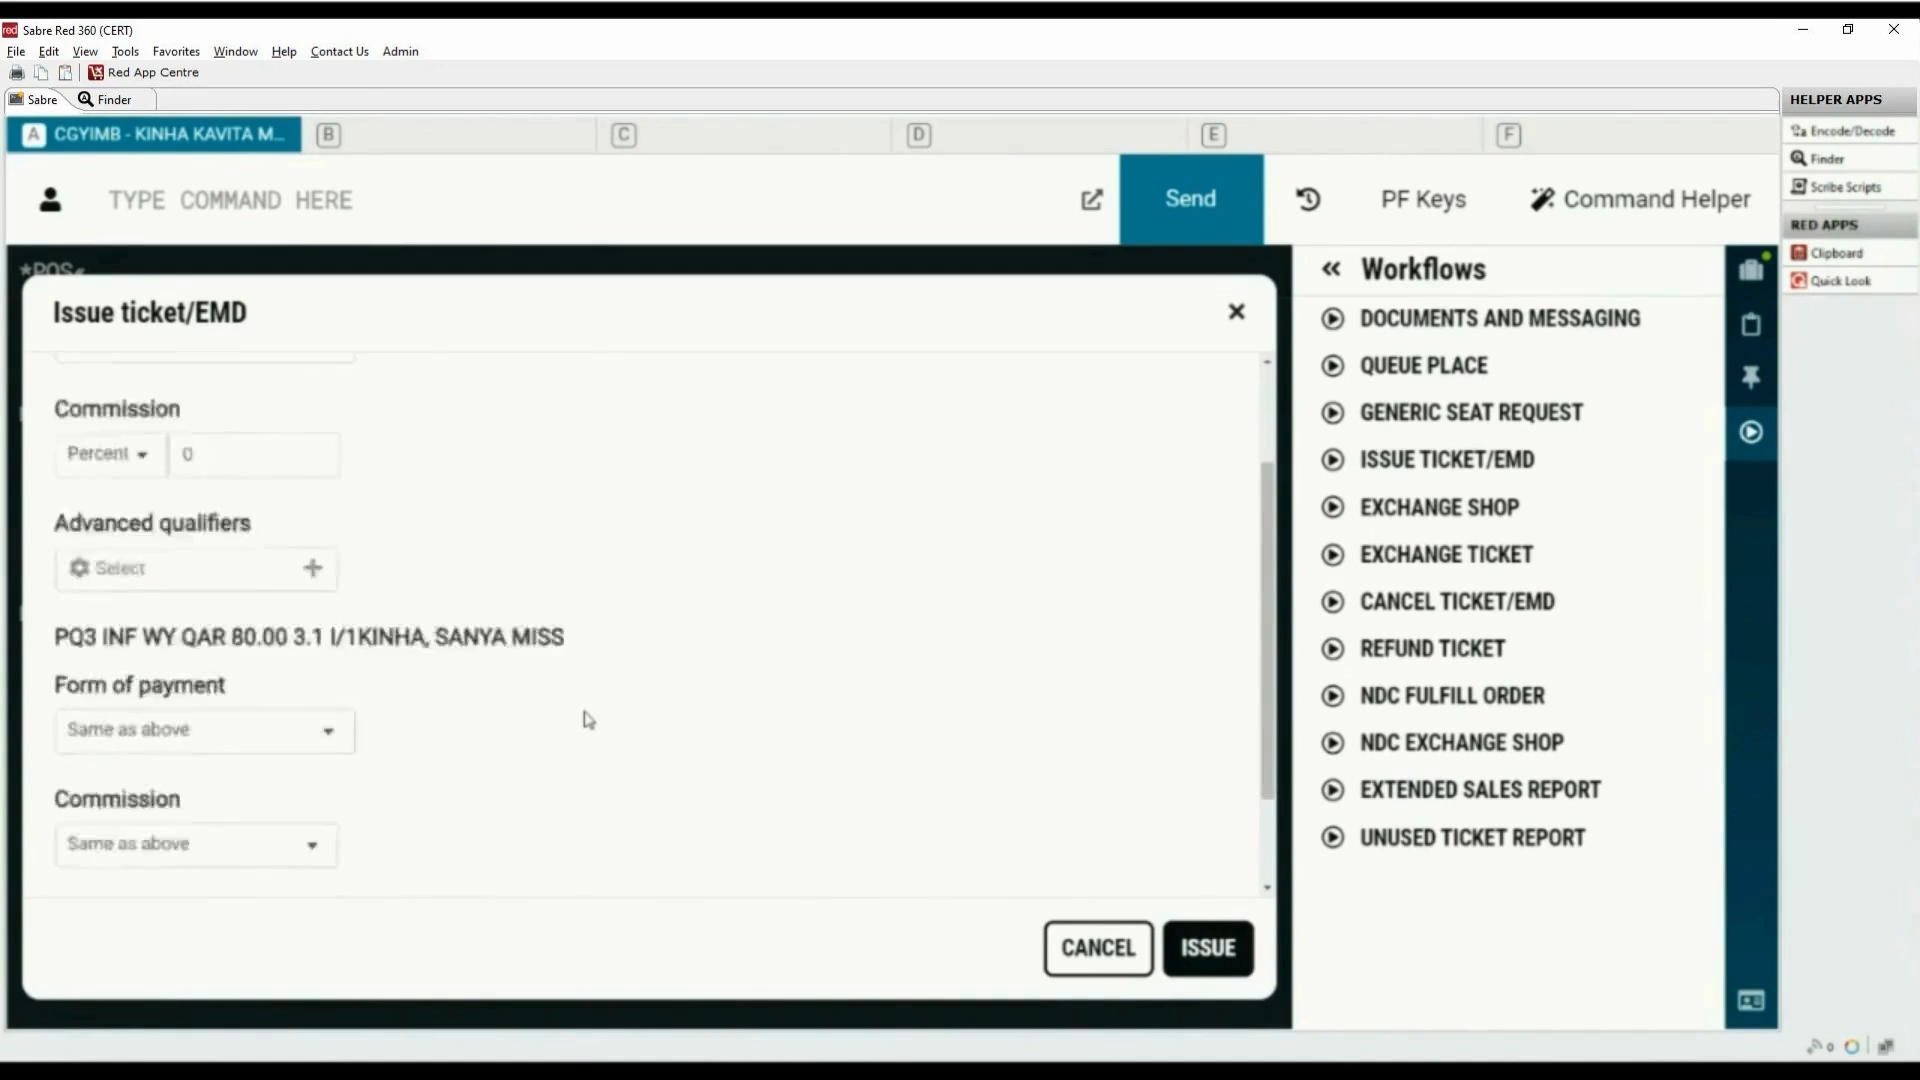 red Sabre Red 360 (CERT)
File Edit View Tools Favorites Window Help Contact Us Admin
Red App Centre
Sabre Finder
HELPER APPS
A CGYIMB - KINHA KAVITA M... B C D E F
Encode/Decode
Finder
Scribe Scripts
TYPE COMMAND HERE
Send
PF Keys
Command Helper
RED APPS
Clipboard
Quick Look
*PQS«
Issue ticket/EMD
Commission
Percent 0
Advanced qualifiers
Select +
PQ3 INF WY QAR 80.00 3.1 I/1KINHA, SANYA MISS
Form of payment
Same as above
Commission
Same as above
CANCEL ISSUE
Workflows
DOCUMENTS AND MESSAGING
QUEUE PLACE
GENERIC SEAT REQUEST
ISSUE TICKET/EMD
EXCHANGE SHOP
EXCHANGE TICKET
CANCEL TICKET/EMD
REFUND TICKET
NDC FULFILL ORDER
NDC EXCHANGE SHOP
EXTENDED SALES REPORT
UNUSED TICKET REPORT
0